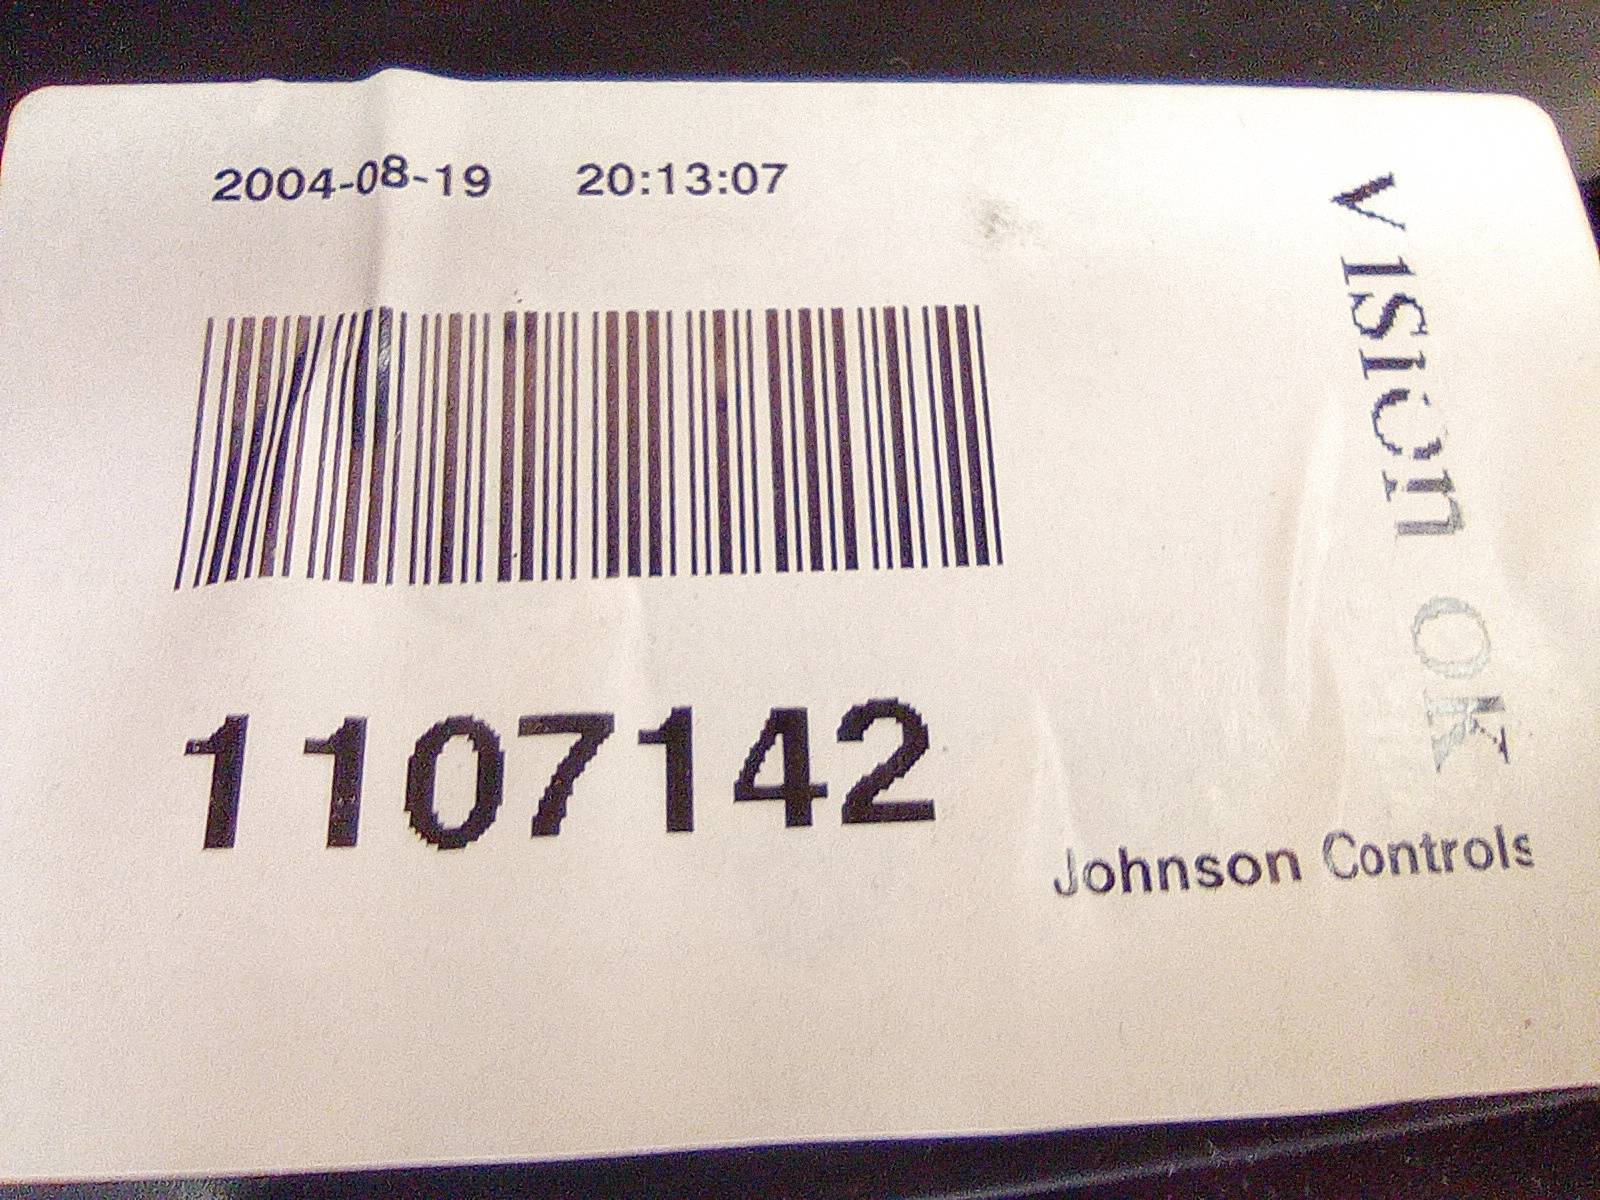 2004-08-19 20:13:07
Vision OK
1107142
Johnson Controls